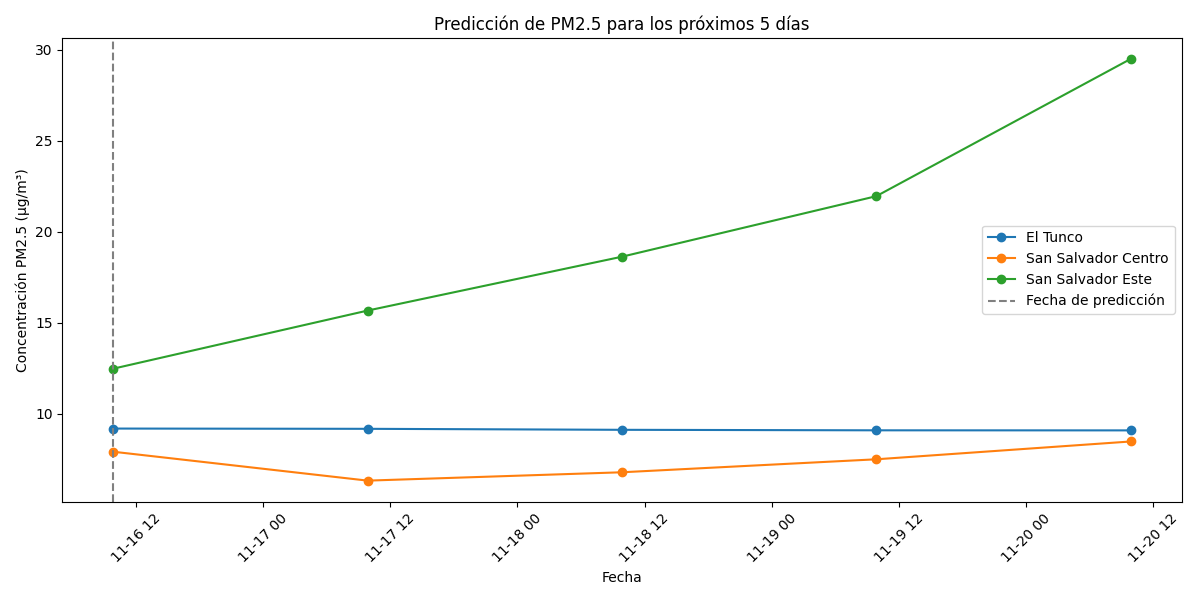 Predicción de PM2.5 para los próximos 5 días
Concentración PM2.5 (µg/m³)
30
25
20
15
10
El Tunco
San Salvador Centro
San Salvador Este
Fecha de predicción
11-16 12
11-17 00
11-17 12
11-18 00
11-18 12
11-19 00
11-19 12
11-20 00
11-20 12
Fecha